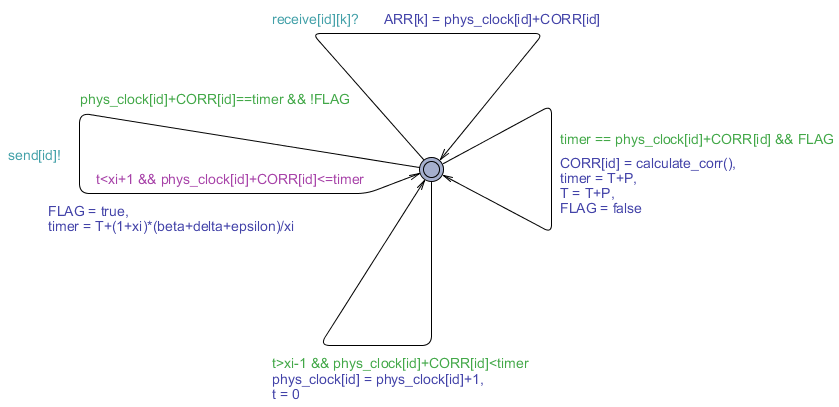 receive[id][k]? ARR[k] = phys_clock[id]+CORR[id]
phys_clock[id]+CORR[id]==timer && !FLAG
timer == phys_clock[id]+CORR[id] && FLAG
send[id]!
CORR[id] = calculate_corr(),
timer = T+P,
T = T+P,
FLAG = false
t<xi+1 && phys_clock[id]+CORR[id]<=timer
FLAG = true,
timer = T+(1+xi)*(beta+delta+epsilon)/xi
t>xi-1 && phys_clock[id]+CORR[id]<timer
phys_clock[id] = phys_clock[id]+1,
t = 0